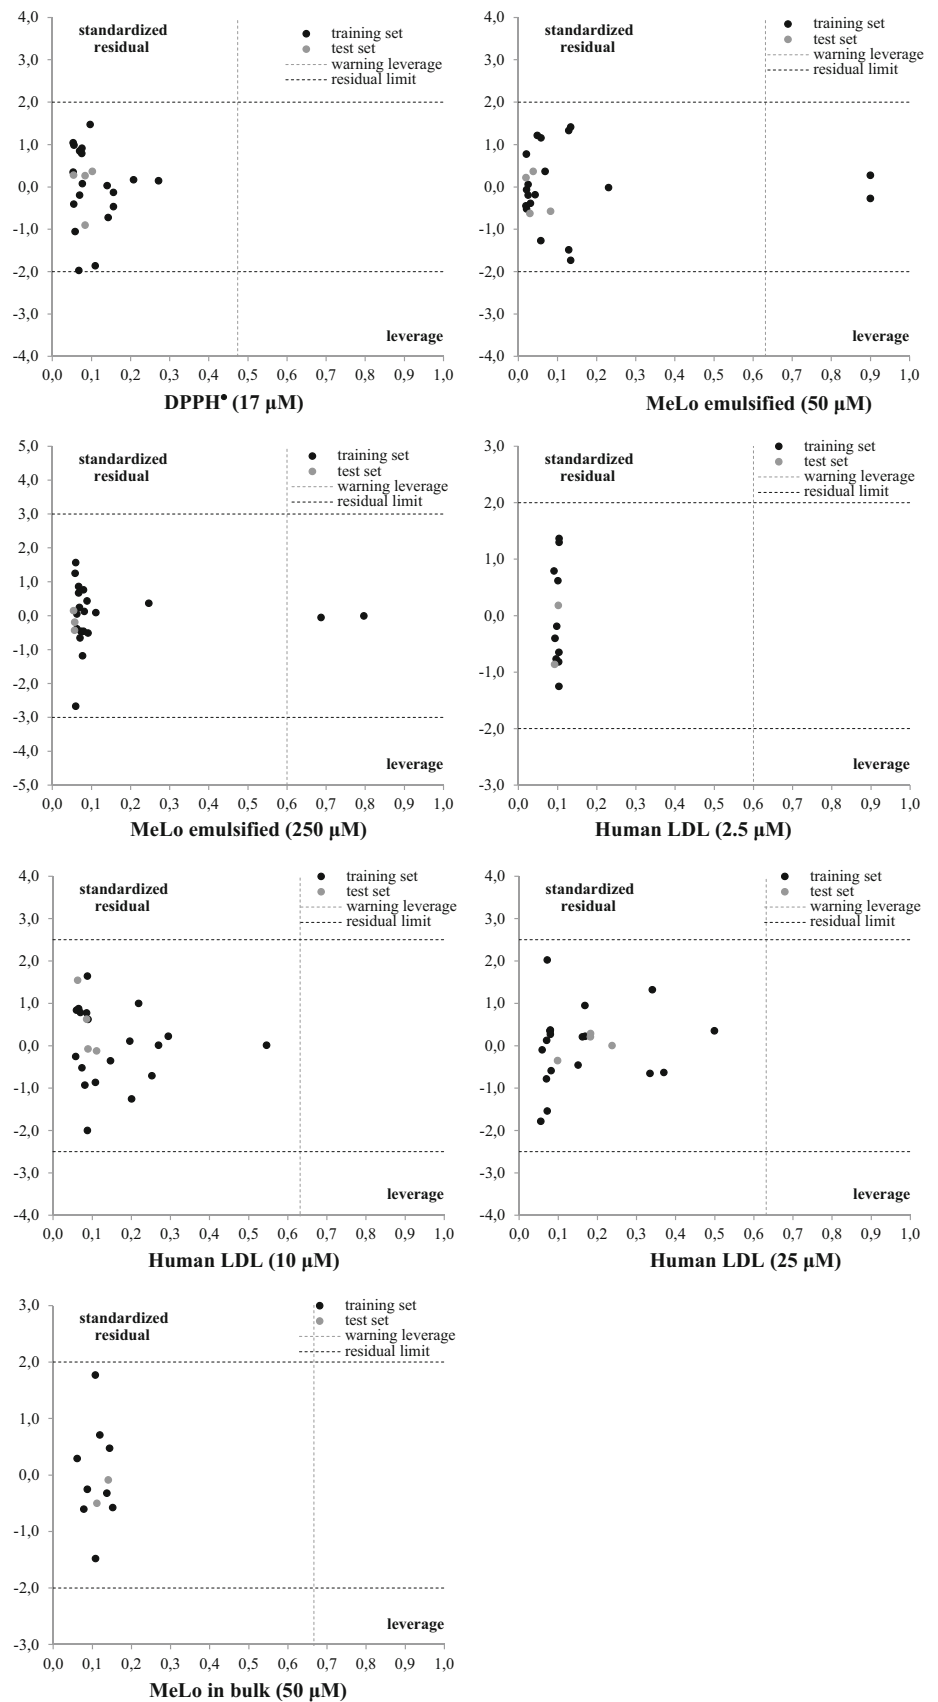 4,0
3,0
2,0
1,0
0,0
-1,0
-2,0
-3,0
-4,0
standardized
residual
training set
test set
warning leverage
residual limit
leverage
0,0 0,1 0,2 0,3 0,4 0,5 0,6 0,7 0,8 0,9 1,0
DPPH• (17 μM)
4,0
3,0
2,0
1,0
0,0
-1,0
-2,0
-3,0
-4,0
standardized
residual
training set
test set
warning leverage
residual limit
leverage
0,0 0,1 0,2 0,3 0,4 0,5 0,6 0,7 0,8 0,9 1,0
MeLo emulsified (50 μM)
5,0
4,0
3,0
2,0
1,0
0,0
-1,0
-2,0
-3,0
-4,0
-5,0
standardized
residual
training set
test set
warning leverage
residual limit
leverage
0,0 0,1 0,2 0,3 0,4 0,5 0,6 0,7 0,8 0,9 1,0
MeLo emulsified (250 μM)
3,0
2,0
1,0
0,0
-1,0
-2,0
-3,0
standardized
residual
training set
test set
warning leverage
residual limit
leverage
0,0 0,1 0,2 0,3 0,4 0,5 0,6 0,7 0,8 0,9 1,0
Human LDL (2.5 μM)
4,0
3,0
2,0
1,0
0,0
-1,0
-2,0
-3,0
-4,0
standardized
residual
training set
test set
warning leverage
residual limit
leverage
0,0 0,1 0,2 0,3 0,4 0,5 0,6 0,7 0,8 0,9 1,0
Human LDL (10 μM)
4,0
3,0
2,0
1,0
0,0
-1,0
-2,0
-3,0
-4,0
standardized
residual
training set
test set
warning leverage
residual limit
leverage
0,0 0,1 0,2 0,3 0,4 0,5 0,6 0,7 0,8 0,9 1,0
Human LDL (25 μM)
3,0
2,0
1,0
0,0
-1,0
-2,0
-3,0
standardized
residual
training set
test set
warning leverage
residual limit
leverage
0,0 0,1 0,2 0,3 0,4 0,5 0,6 0,7 0,8 0,9 1,0
MeLo in bulk (50 μM)